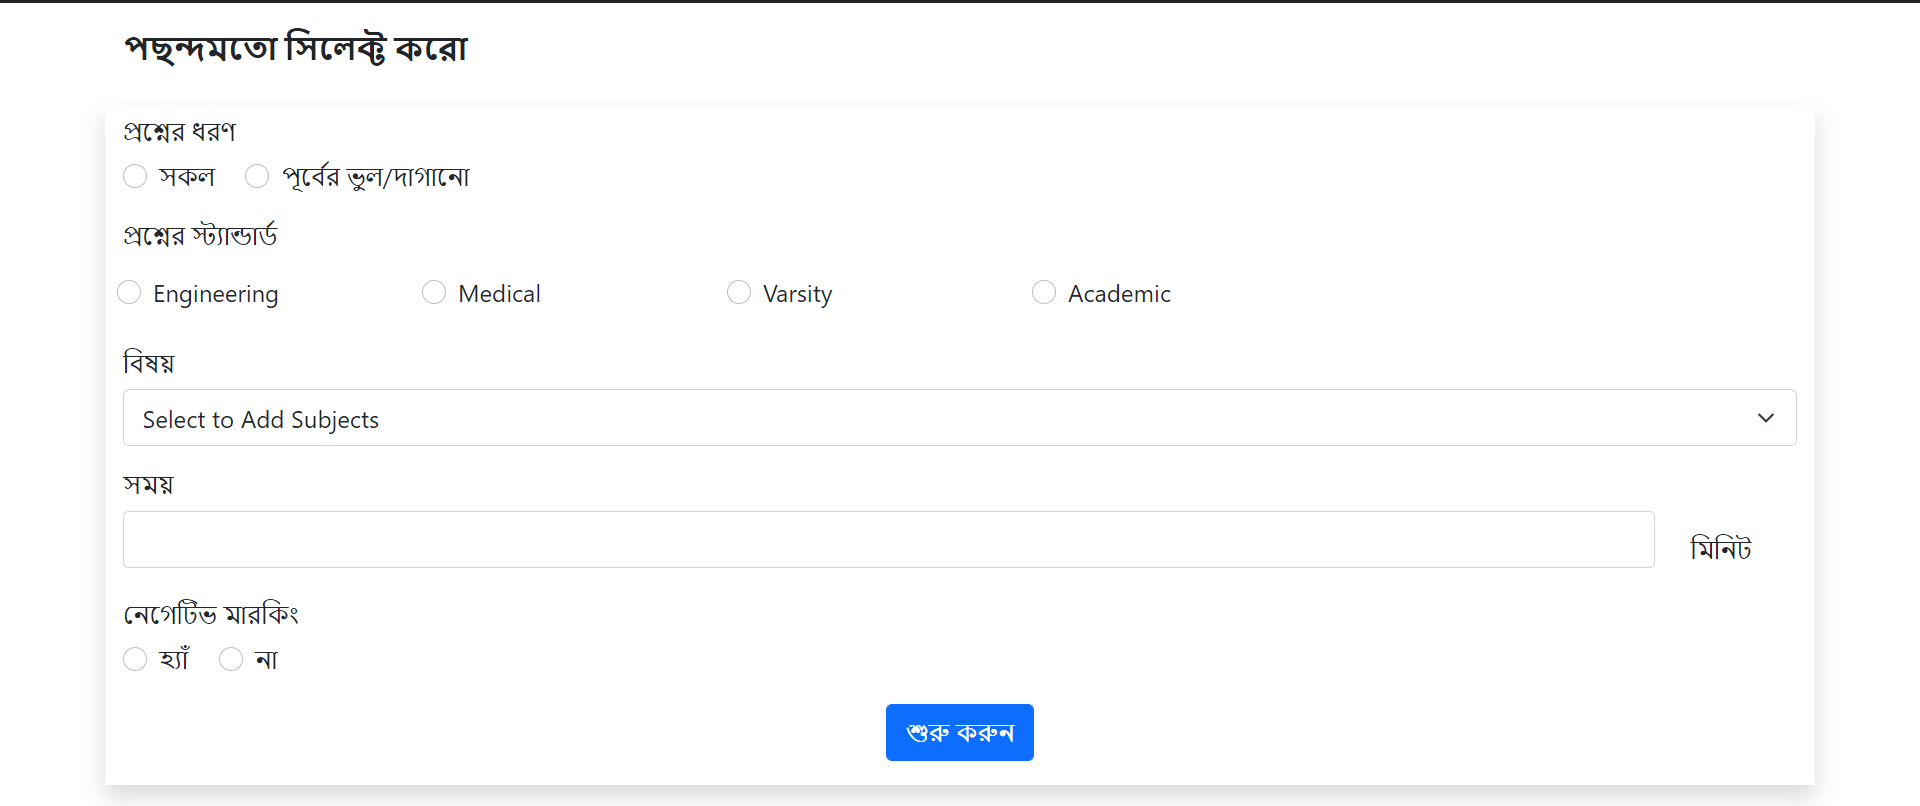 পছন্দমতো সিলেক্ট করো
প্রশ্নের ধরণ
সকল পূর্বের ভুল/দাগানো
প্রশ্নের স্ট্যান্ডার্ড
Engineering Medical Varsity Academic
বিষয়
Select to Add Subjects
সময়
মিনিট
নেগেটিভ মারকিং
হ্যাঁ না
শুরু করুন